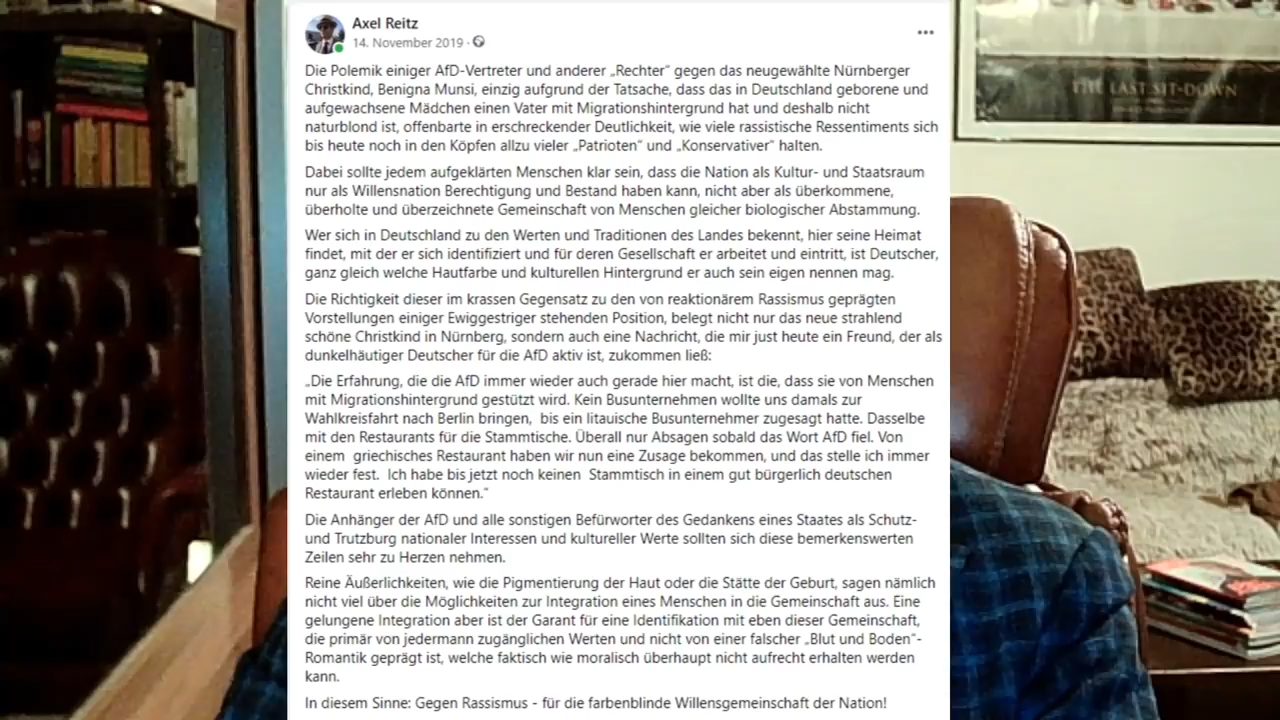 Axel Reitz
14. November 2019 ·
Die Polemik einiger AfD-Vertreter und anderer „Rechter" gegen das neugewählte Nürnberger
Christkind, Benigna Munsi, einzig aufgrund der Tatsache, dass das in Deutschland geborene und
aufgewachsene Mädchen einen Vater mit Migrationshintergrund hat und deshalb nicht
naturblond ist, offenbarte in erschreckender Deutlichkeit, wie viele rassistische Ressentiments sich
bis heute noch in den Köpfen allzu vieler „Patrioten" und „Konservativer" halten.
Dabei sollte jedem aufgeklärten Menschen klar sein, dass die Nation als Kultur- und Staatsraum
nur als Willensnation Berechtigung und Bestand haben kann, nicht aber als überkommene,
überholte und überzeichnete Gemeinschaft von Menschen gleicher biologischer Abstammung.
Wer sich in Deutschland zu den Werten und Traditionen des Landes bekennt, hier seine Heimat
findet, mit der er sich identifiziert und für deren Gesellschaft er arbeitet und eintritt, ist Deutscher,
ganz gleich welche Hautfarbe und kulturellen Hintergrund er auch sein eigen nennen mag.
Die Richtigkeit dieser im krassen Gegensatz zu den von reaktionärem Rassismus geprägten
Vorstellungen einiger Ewiggestriger stehenden Position, belegt nicht nur das neue strahlend
schöne Christkind in Nürnberg, sondern auch eine Nachricht, die mir just heute ein Freund, der als
dunkelhäutiger Deutscher für die AfD aktiv ist, zukommen ließ:
„Die Erfahrung, die die AfD immer wieder auch gerade hier macht, ist die, dass sie von Menschen
mit Migrationshintergrund gestützt wird. Kein Busunternehmen wollte uns damals zur
Wahlkreisfahrt nach Berlin bringen,  bis ein litauische Busunternehmer zugesagt hatte. Dasselbe
mit den Restaurants für die Stammtische. Überall nur Absagen sobald das Wort AfD fiel. Von
einem  griechisches Restaurant haben wir nun eine Zusage bekommen, und das stelle ich immer
wieder fest.  Ich habe bis jetzt noch keinen  Stammtisch in einem gut bürgerlich deutschen
Restaurant erleben können."
Die Anhänger der AfD und alle sonstigen Befürworter des Gedankens eines Staates als Schutz-
und Trutzburg nationaler Interessen und kultureller Werte sollten sich diese bemerkenswerten
Zeilen sehr zu Herzen nehmen.
Reine Äußerlichkeiten, wie die Pigmentierung der Haut oder die Stätte der Geburt, sagen nämlich
nicht viel über die Möglichkeiten zur Integration eines Menschen in die Gemeinschaft aus. Eine
gelungene Integration aber ist der Garant für eine Identifikation mit eben dieser Gemeinschaft,
die primär von jedermann zugänglichen Werten und nicht von einer falscher „Blut und Boden"-
Romantik geprägt ist, welche faktisch wie moralisch überhaupt nicht aufrecht erhalten werden
kann.
In diesem Sinne: Gegen Rassismus - für die farbenblinde Willensgemeinschaft der Nation!
THE LAST SIT-DOWN